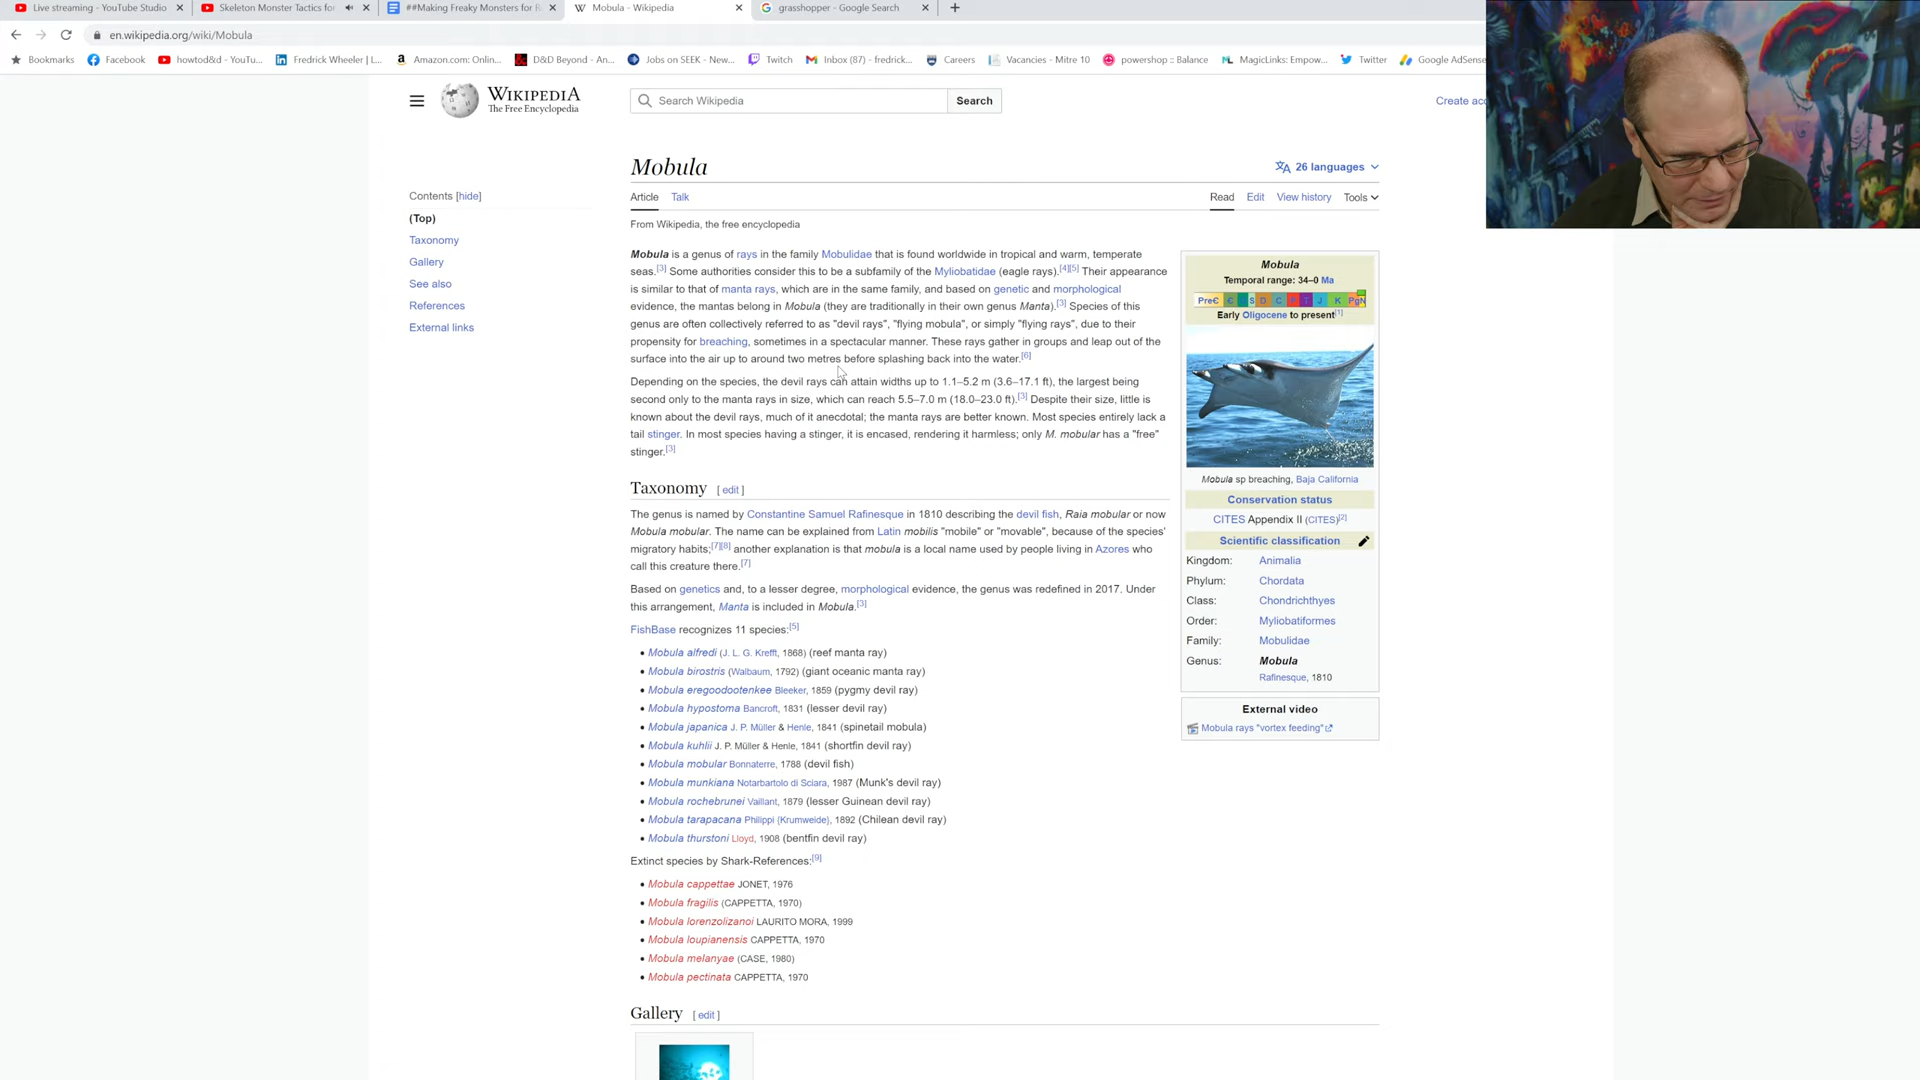 Live streaming - YouTube Studio
Skeleton Monster Tactics for
##Making Freaky Monsters for R
Mobula - Wikipedia
grasshopper - Google Search
en.wikipedia.org/wiki/Mobula
Bookmarks
Facebook
howtod&d - YouTu...
Fredrick Wheeler | L...
Amazon.com: Onlin...
D&D Beyond - An...
Jobs on SEEK - New...
Twitch
Inbox (87) - fredrick...
Careers
Vacancies - Mitre 10
powershop :: Balance
MagicLinks: Empow...
Twitter
Google AdSense
WIKIPEDIA
The Free Encyclopedia
Search Wikipedia
Search
Create acc
Mobula
26 languages
Contents [hide]
(Top)
Taxonomy
Gallery
See also
References
External links
Article Talk
Read Edit View history Tools
From Wikipedia, the free encyclopedia
Mobula is a genus of rays in the family Mobulidae that is found worldwide in tropical and warm, temperate
seas.[3] Some authorities consider this to be a subfamily of the Myliobatidae (eagle rays).[4][5] Their appearance
is similar to that of manta rays, which are in the same family, and based on genetic and morphological
evidence, the mantas belong in Mobula (they are traditionally in their own genus Manta).[3] Species of this
genus are often collectively referred to as "devil rays", "flying mobula", or simply "flying rays", due to their
propensity for breaching, sometimes in a spectacular manner. These rays gather in groups and leap out of the
surface into the air up to around two metres before splashing back into the water.[6]
Depending on the species, the devil rays can attain widths up to 1.1–5.2 m (3.6–17.1 ft), the largest being
second only to the manta rays in size, which can reach 5.5–7.0 m (18.0–23.0 ft).[3] Despite their size, little is
known about the devil rays, much of it anecdotal; the manta rays are better known. Most species entirely lack a
tail stinger. In most species having a stinger, it is encased, rendering it harmless; only M. mobular has a "free"
stinger.[3]
Taxonomy [ edit ]
The genus is named by Constantine Samuel Rafinesque in 1810 describing the devil fish, Raia mobular or now
Mobula mobular. The name can be explained from Latin mobilis "mobile" or "movable", because of the species'
migratory habits;[7][8] another explanation is that mobula is a local name used by people living in Azores who
call this creature there.[7]
Based on genetics and, to a lesser degree, morphological evidence, the genus was redefined in 2017. Under
this arrangement, Manta is included in Mobula.[3]
FishBase recognizes 11 species:[5]
• Mobula alfredi (J. L. G. Krefft, 1868) (reef manta ray)
• Mobula birostris (Walbaum, 1792) (giant oceanic manta ray)
• Mobula eregoodootenkee Bleeker, 1859 (pygmy devil ray)
• Mobula hypostoma Bancroft, 1831 (lesser devil ray)
• Mobula japanica J. P. Müller & Henle, 1841 (spinetail mobula)
• Mobula kuhlii J. P. Müller & Henle, 1841 (shortfin devil ray)
• Mobula mobular Bonnaterre, 1788 (devil fish)
• Mobula munkiana Notarbartolo di Sciara, 1987 (Munk's devil ray)
• Mobula rochebrunei Vaillant, 1879 (lesser Guinean devil ray)
• Mobula tarapacana Philippi {Krumweide}, 1892 (Chilean devil ray)
• Mobula thurstoni Lloyd, 1908 (bentfin devil ray)
Extinct species by Shark-References:[9]
• Mobula cappettae JONET, 1976
• Mobula fragilis (CAPPETTA, 1970)
• Mobula lorenzolizanoi LAURITO MORA, 1999
• Mobula loupianensis CAPPETTA, 1970
• Mobula melanyae (CASE, 1980)
• Mobula pectinata CAPPETTA, 1970
Gallery [ edit ]
Mobula
Temporal range: 34–0 Ma
PreꞒ Ꞓ O S D C P T J K Pg N
Early Oligocene to present[1]
Mobula sp breaching, Baja California
Conservation status
CITES Appendix II (CITES)[2]
Scientific classification
Kingdom: Animalia
Phylum: Chordata
Class: Chondrichthyes
Order: Myliobatiformes
Family: Mobulidae
Genus: Mobula
Rafinesque, 1810
External video
Mobula rays "vortex feeding"